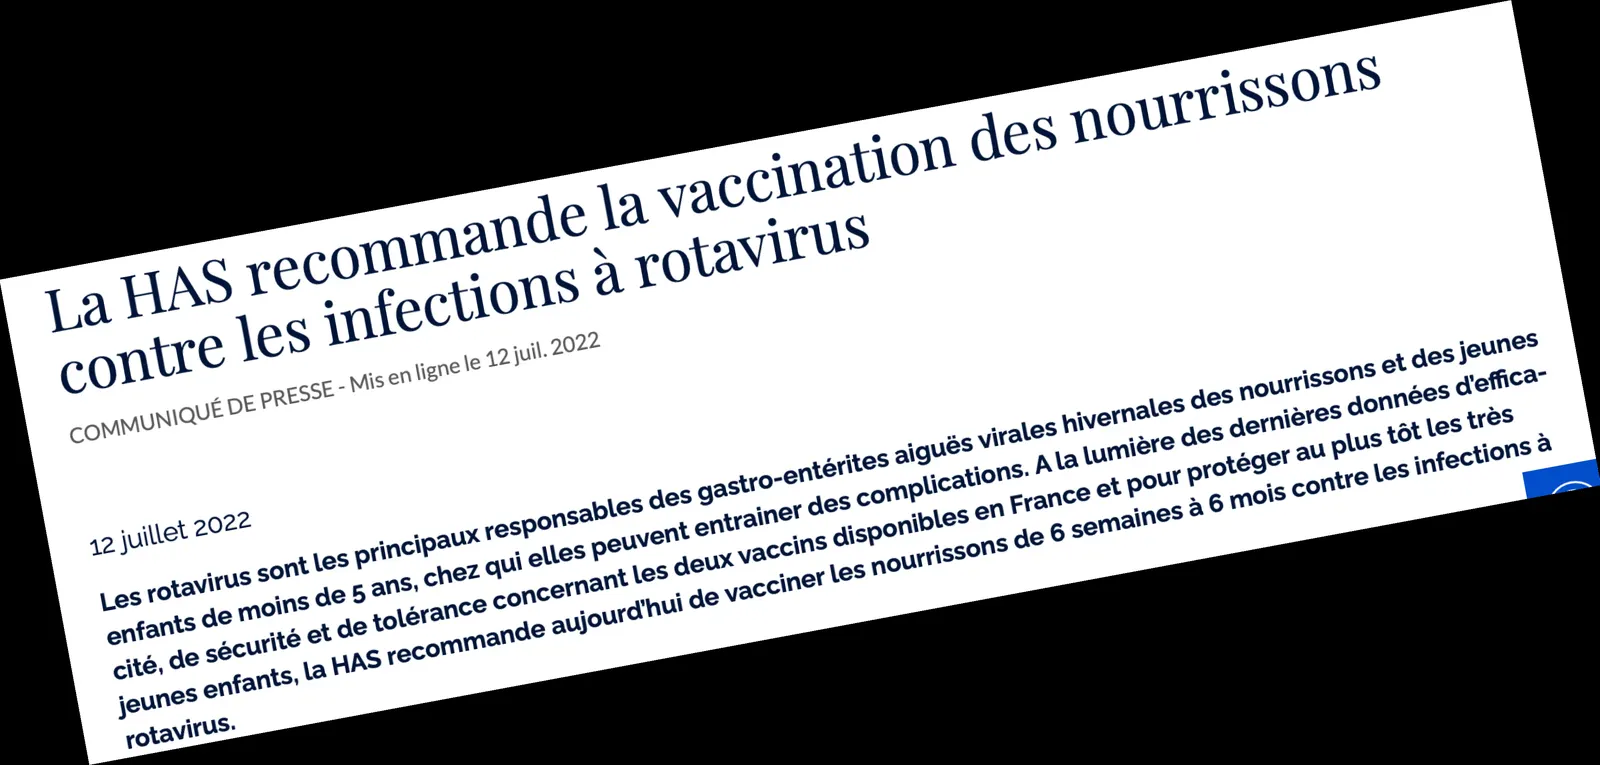 La HAS recommande la vaccination des nourrissons
contre les infections à rotavirus
COMMUNIQUÉ DE PRESSE - Mis en ligne le 12 juil. 2022
12 juillet 2022
Les rotavirus sont les principaux responsables des gastro-entérites aiguës virales hivernales des nourrissons et des jeunes
enfants de moins de 5 ans, chez qui elles peuvent entrainer des complications. A la lumière des dernières données d'effica-
cité, de sécurité et de tolérance concernant les deux vaccins disponibles en France et pour protéger au plus tôt les très
jeunes enfants, la HAS recommande aujourd'hui de vacciner les nourrissons de 6 semaines à 6 mois contre les infections à
rotavirus.